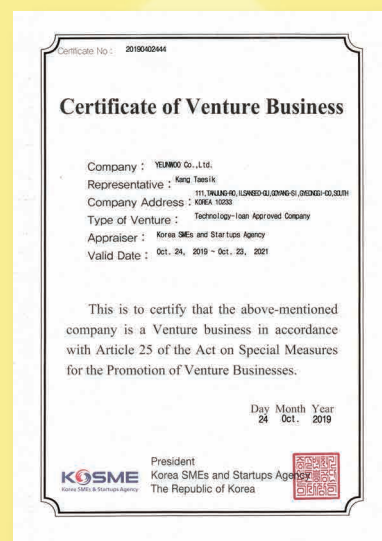 Certificate No : 20190402444
Certificate of Venture Business
Company : YEUNWOO Co.,Ltd.
Representative : Kang Taesik
111,TANJUNG-RO,ILSANSEO-GU,GOYANG-SI,GYEONGGI-DO,SOUTH
Company Address : KOREA 10233
Type of Venture : Technology-loan Approved Company
Appraiser : Korea SMEs and Startups Agency
Valid Date : Oct. 24, 2019 ~ Oct. 23, 2021
This is to certify that the above-mentioned
company is a Venture business in accordance
with Article 25 of the Act on Special Measures
for the Promotion of Venture Businesses.
Day Month Year
24 Oct. 2019
President
Korea SMEs and Startups Agency
The Republic of Korea
KOSME
Korea SMEs & Startups Agency